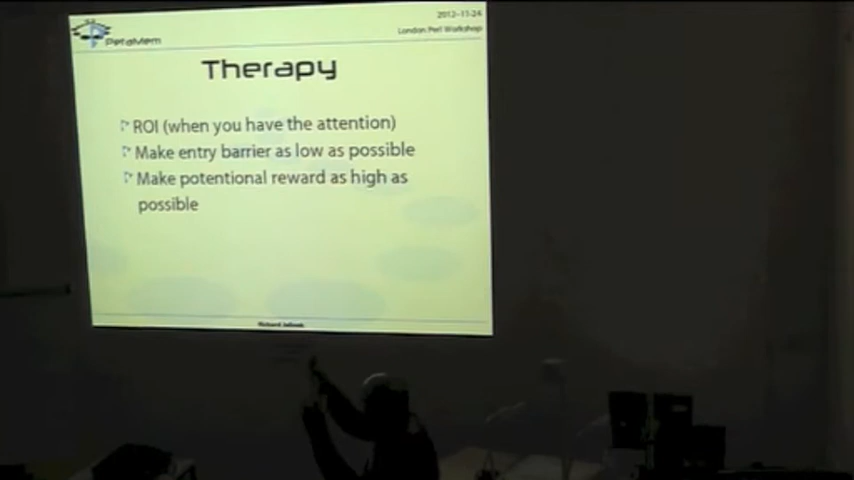 2012-11-24
PetaMem
London Perl Workshop
Therapy
ROI (when you have the attention)
Make entry barrier as low as possible
Make potentional reward as high as
possible